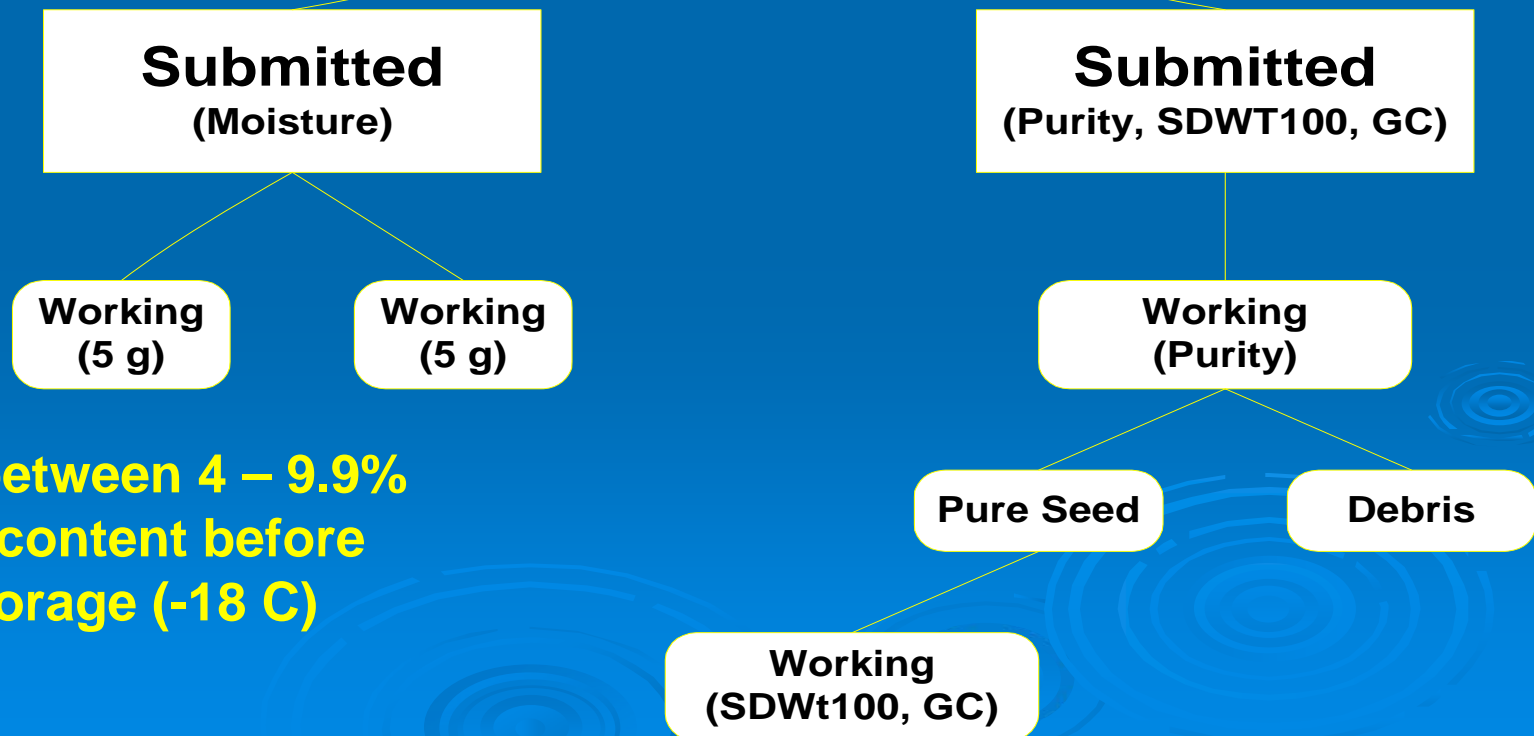 Submitted
(Moisture)
Submitted
(Purity, SDWT100, GC)
Working
(5 g)
Working
(5 g)
Working
(Purity)
etween 4 – 9.9%
content before
orage (-18 C)
Pure Seed
Debris
Working
(SDWt100, GC)